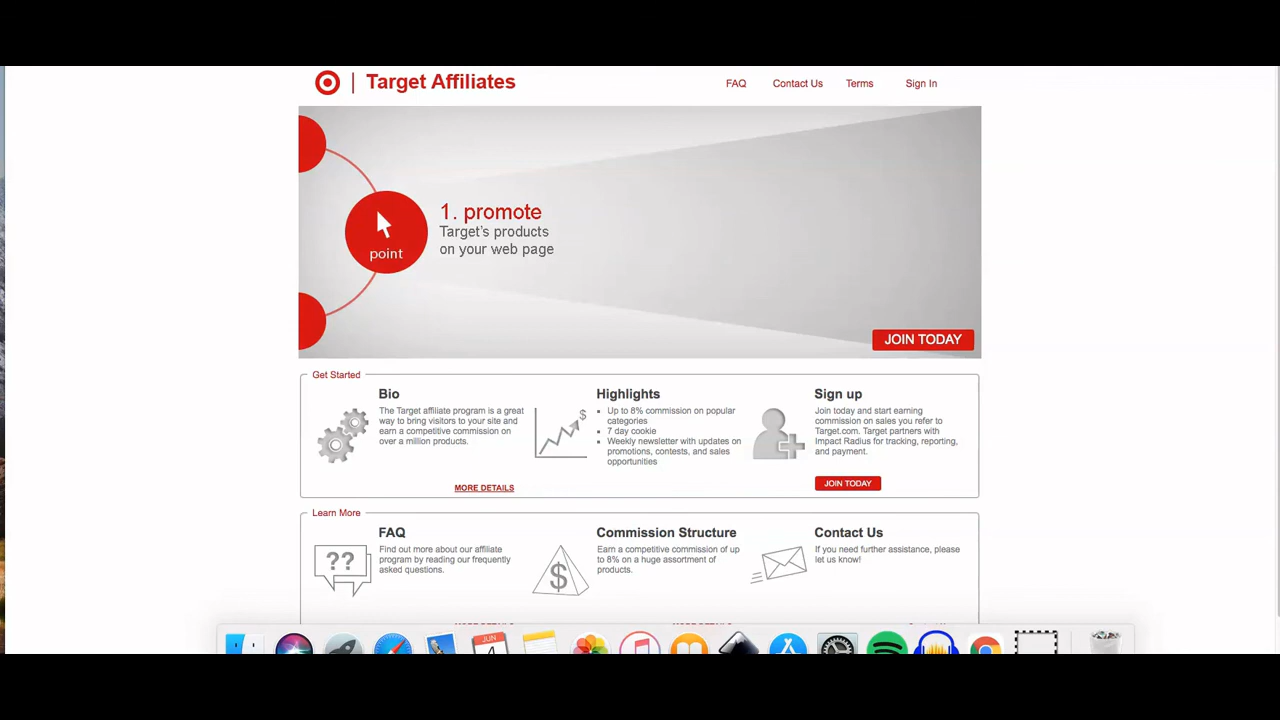 Target Affiliates
FAQ Contact Us Terms Sign In
point
1. promote
Target's products
on your web page
JOIN TODAY
Get Started
Bio
The Target affiliate program is a great
way to bring visitors to your site and
earn a competitive commission on
over a million products.
MORE DETAILS
Highlights
Up to 8% commission on popular
categories
7 day cookie
Weekly newsletter with updates on
promotions, contests, and sales
opportunities
$
Sign up
Join today and start earning
commission on sales you refer to
Target.com. Target partners with
Impact Radius for tracking, reporting,
and payment.
JOIN TODAY
Learn More
FAQ
??
Find out more about our affiliate
program by reading our frequently
asked questions.
Commission Structure
$
Earn a competitive commission of up
to 8% on a huge assortment of
products.
Contact Us
If you need further assistance, please
let us know!
JUN